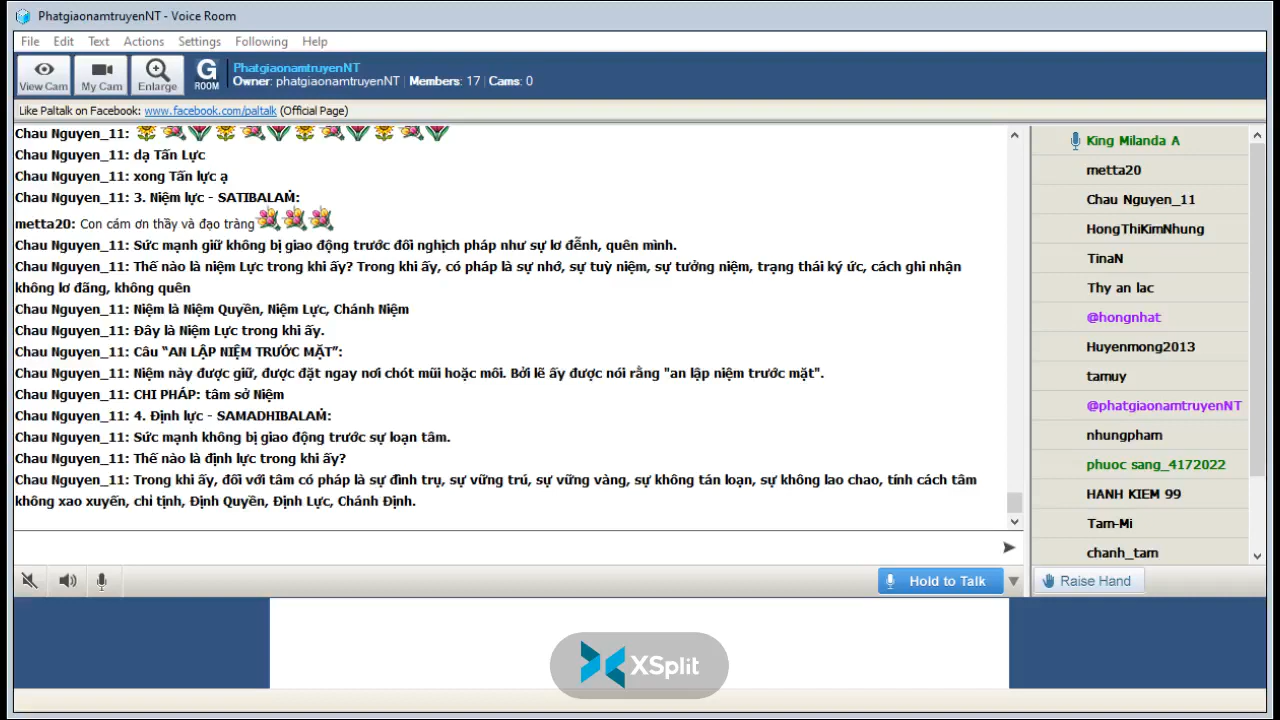 PhatgiaonamtruyenNT - Voice Room
File Edit Text Actions Settings Following Help
View Cam
My Cam
Enlarge
G ROOM
PhatgiaonamtruyenNT
Owner: phatgiaonamtruyenNT | Members: 17 | Cams: 0
Like Paltalk on Facebook: www.facebook.com/paltalk (Official Page)
Chau Nguyen_11:
Chau Nguyen_11: dạ Tấn Lực
Chau Nguyen_11: xong Tấn lực ạ
Chau Nguyen_11: 3. Niệm lực - SATIBALAṀ:
metta20: Con cám ơn thầy và đạo tràng
Chau Nguyen_11: Sức mạnh giữ không bị giao động trước đối nghịch pháp như sự lơ đễnh, quên mình.
Chau Nguyen_11: Thế nào là niệm Lực trong khi ấy? Trong khi ấy, có pháp là sự nhớ, sự tuỳ niệm, sự tưởng niệm, trạng thái ký ức, cách ghi nhận
không lơ đãng, không quên
Chau Nguyen_11: Niệm là Niệm Quyền, Niệm Lực, Chánh Niệm
Chau Nguyen_11: Đây là Niệm Lực trong khi ấy.
Chau Nguyen_11: Câu “AN LẬP NIỆM TRƯỚC MẶT”:
Chau Nguyen_11: Niệm này được giữ, được đặt ngay nơi chót mũi hoặc môi. Bởi lẽ ấy được nói rằng "an lập niệm trước mặt".
Chau Nguyen_11: CHI PHÁP: tâm sở Niệm
Chau Nguyen_11: 4. Định lực - SAMADHIBALAṀ:
Chau Nguyen_11: Sức mạnh không bị giao động trước sự loạn tâm.
Chau Nguyen_11: Thế nào là định lực trong khi ấy?
Chau Nguyen_11: Trong khi ấy, đối với tâm có pháp là sự đình trụ, sự vững trú, sự vững vàng, sự không tán loạn, sự không lao chao, tính cách tâm
không xao xuyến, chỉ tịnh, Định Quyền, Định Lực, Chánh Định.
King Milanda A
metta20
Chau Nguyen_11
HongThiKimNhung
TinaN
Thy an lac
@hongnhat
Huyenmong2013
tamuy
@phatgiaonamtruyenNT
nhungpham
phuoc sang_4172022
HANH KIEM 99
Tam-Mi
chanh_tam
Hold to Talk
Raise Hand
XSplit